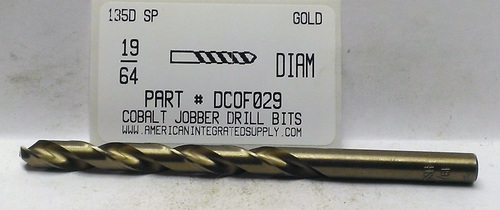 135D SP GOLD
19
64
DIAM
PART # DCOF029
COBALT JOBBER DRILL BITS
WWW.AMERICANINTEGRATEDSUPPLY.COM